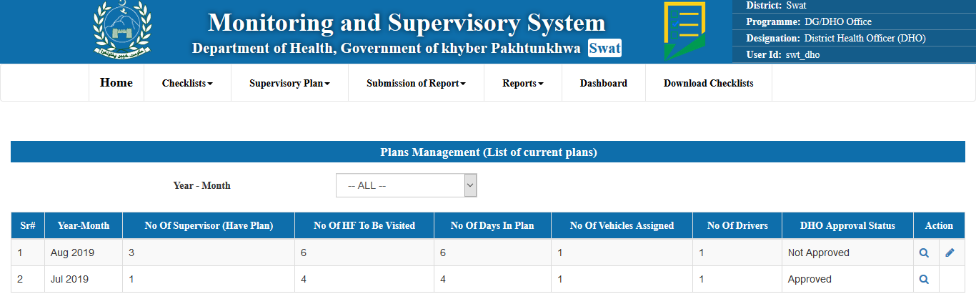 Monitoring and Supervisory System
Department of Health, Government of khyber Pakhtunkhwa Swat
District: Swat
Programme: DG/DHO Office
Designation: District Health Officer (DHO)
User Id: swt_dho
Home Checklists Supervisory Plan Submission of Report Reports Dashboard Download Checklists
Plans Management (List of current plans)
Year - Month -- ALL --
Sr# Year-Month No Of Supervisor (Have Plan) No Of HF To Be Visited No Of Days In Plan No Of Vehicles Assigned No Of Drivers DHO Approval Status Action
1 Aug 2019 3 6 6 1 1 Not Approved
2 Jul 2019 1 4 4 1 1 Approved